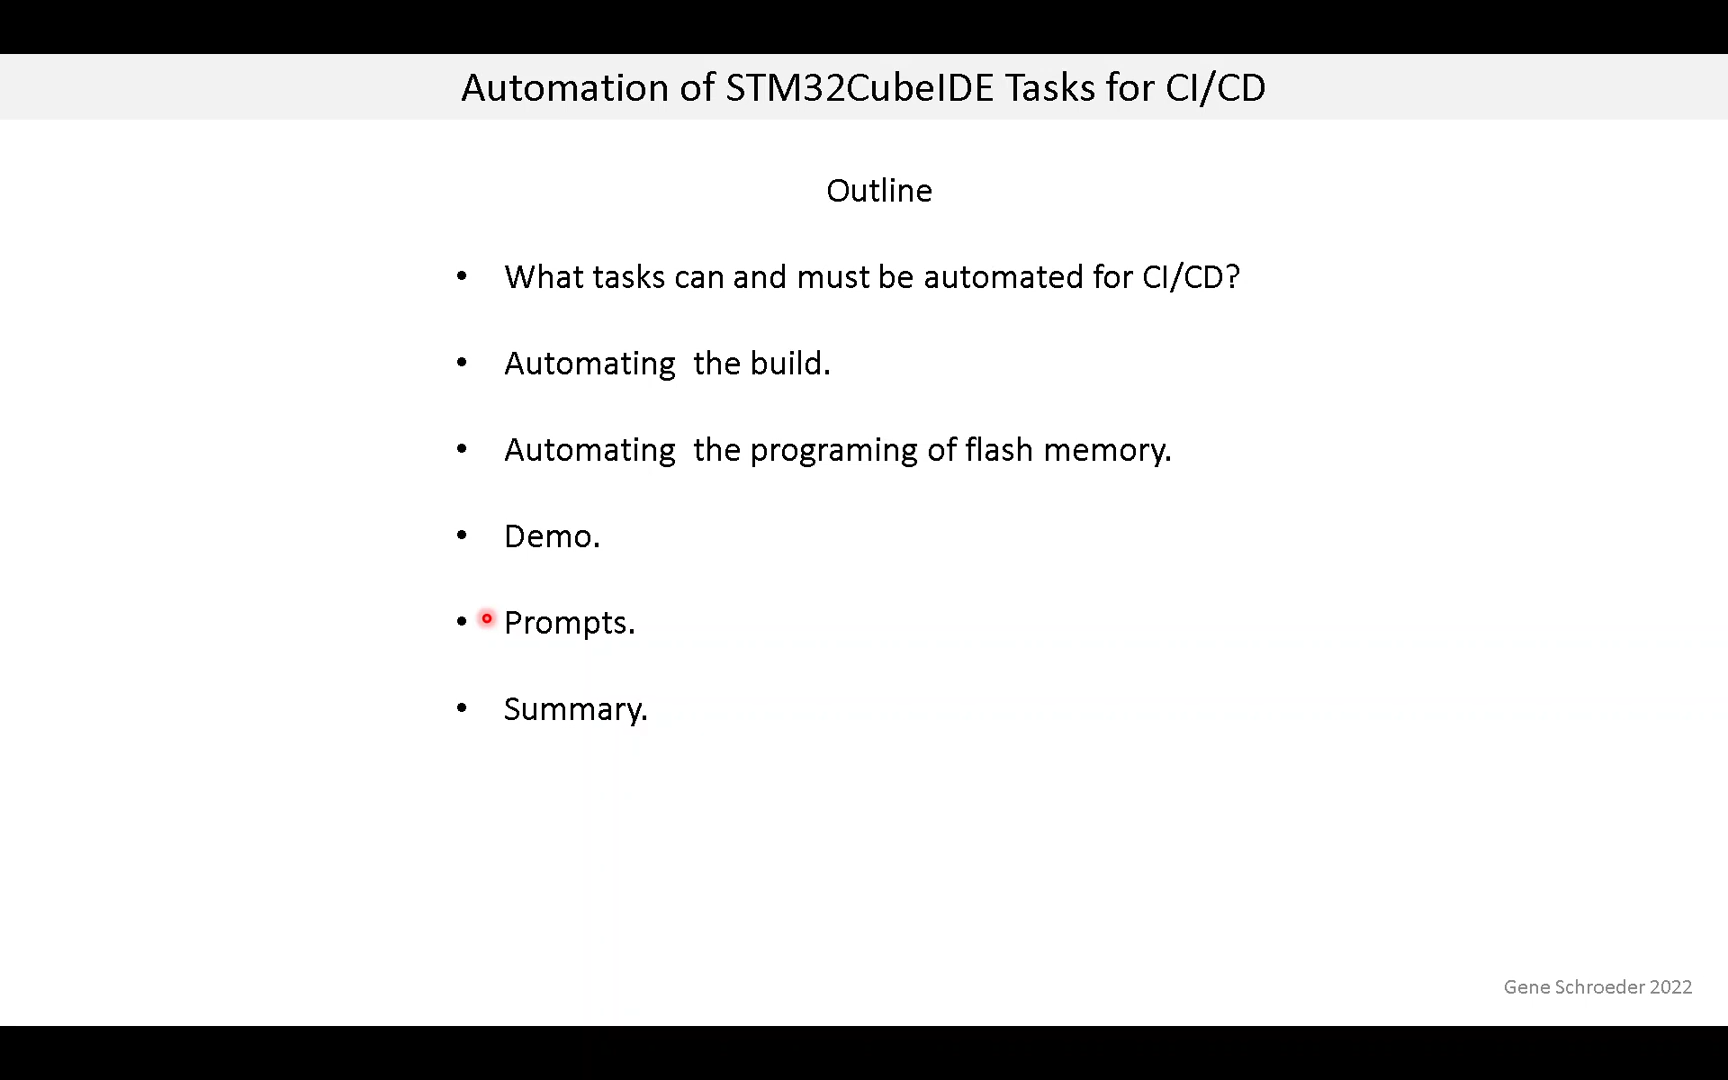 Automation of STM32CubeIDE Tasks for CI/CD
Outline
• What tasks can and must be automated for CI/CD?
• Automating  the build.
• Automating  the programing of flash memory.
• Demo.
• Prompts.
• Summary.
Gene Schroeder 2022